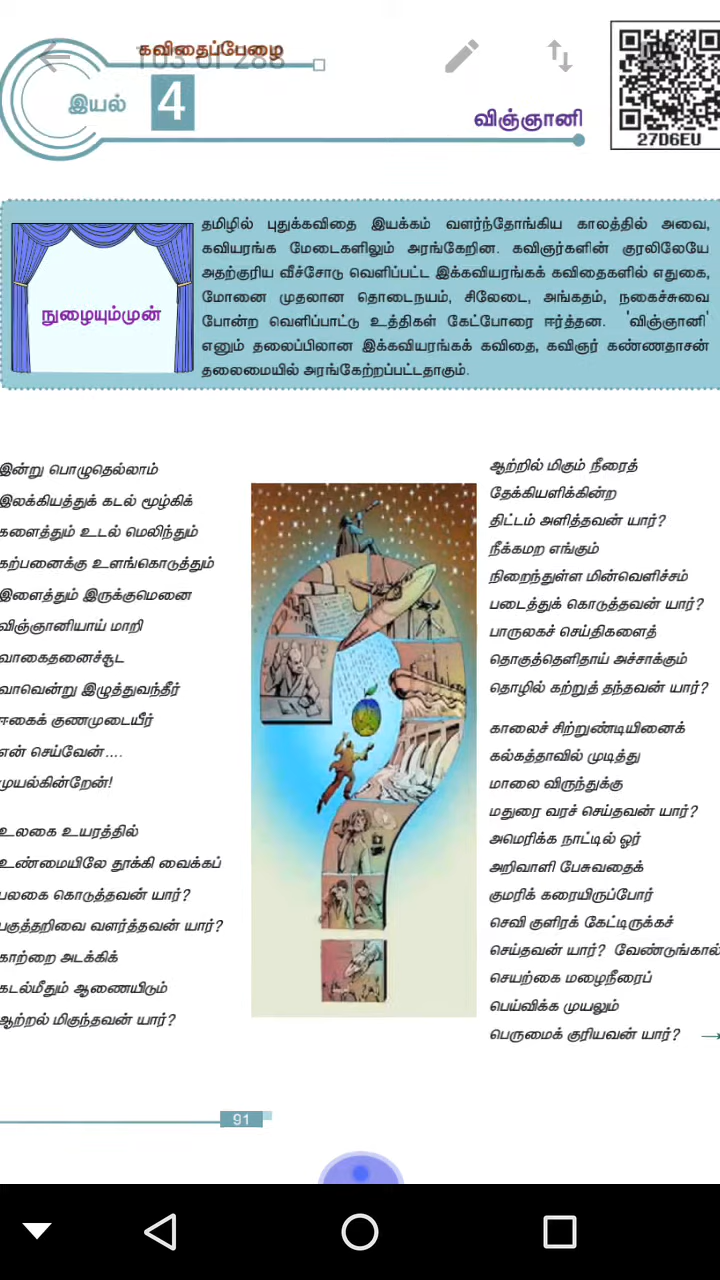 கவிதைப்பேழை
103 of 288
இயல் 4
விஞ்ஞானி
27D6EU
நுழையும்முன்
தமிழில் புதுக்கவிதை இயக்கம் வளர்ந்தோங்கிய காலத்தில் அவை,
கவியரங்க மேடைகளிலும் அரங்கேறின. கவிஞர்களின் குரலிலேயே
அதற்குரிய வீச்சோடு வெளிப்பட்ட இக்கவியரங்கக் கவிதைகளில் எதுகை,
மோனை முதலான தொடைநயம், சிலேடை, அங்கதம், நகைச்சுவை
போன்ற வெளிப்பாட்டு உத்திகள் கேட்போரை ஈர்த்தன. 'விஞ்ஞானி'
எனும் தலைப்பிலான இக்கவியரங்கக் கவிதை, கவிஞர் கண்ணதாசன்
தலைமையில் அரங்கேற்றப்பட்டதாகும்.
இன்று பொழுதெல்லாம்
இலக்கியத்துக் கடல் மூழ்கிக்
களைத்தும் உடல் மெலிந்தும்
கற்பனைக்கு உளங்கொடுத்தும்
இளைத்தும் இருக்குமெனை
விஞ்ஞானியாய் மாறி
வாகைதனைச்சூட
வாவென்று இழுத்துவந்தீர்
ஈகைக் குணமுடையீர்
என் செய்வேன்....
முயல்கின்றேன்!
உலகை உயரத்தில்
உண்மையிலே தூக்கி வைக்கப்
பலகை கொடுத்தவன் யார்?
பகுத்தறிவை வளர்த்தவன் யார்?
காற்றை அடக்கிக்
கடல்மீதும் ஆணையிடும்
ஆற்றல் மிகுந்தவன் யார்?
ஆற்றில் மிகும் நீரைத்
தேக்கியளிக்கின்ற
திட்டம் அளித்தவன் யார்?
நீக்கமற எங்கும்
நிறைந்துள்ள மின்வெளிச்சம்
படைத்துக் கொடுத்தவன் யார்?
பாருலகச் செய்திகளைத்
தொகுத்தெளிதாய் அச்சாக்கும்
தொழில் கற்றுத் தந்தவன் யார்?
காலைச் சிற்றுண்டியினைக்
கல்கத்தாவில் முடித்து
மாலை விருந்துக்கு
மதுரை வரச் செய்தவன் யார்?
அமெரிக்க நாட்டில் ஓர்
அறிவாளி பேசுவதைக்
குமரிக் கரையிருப்போர்
செவி குளிரக் கேட்டிருக்கச்
செய்தவன் யார்? வேண்டுங்கால்
செயற்கை மழைநீரைப்
பெய்விக்க முயலும்
பெருமைக் குரியவன் யார்?
91